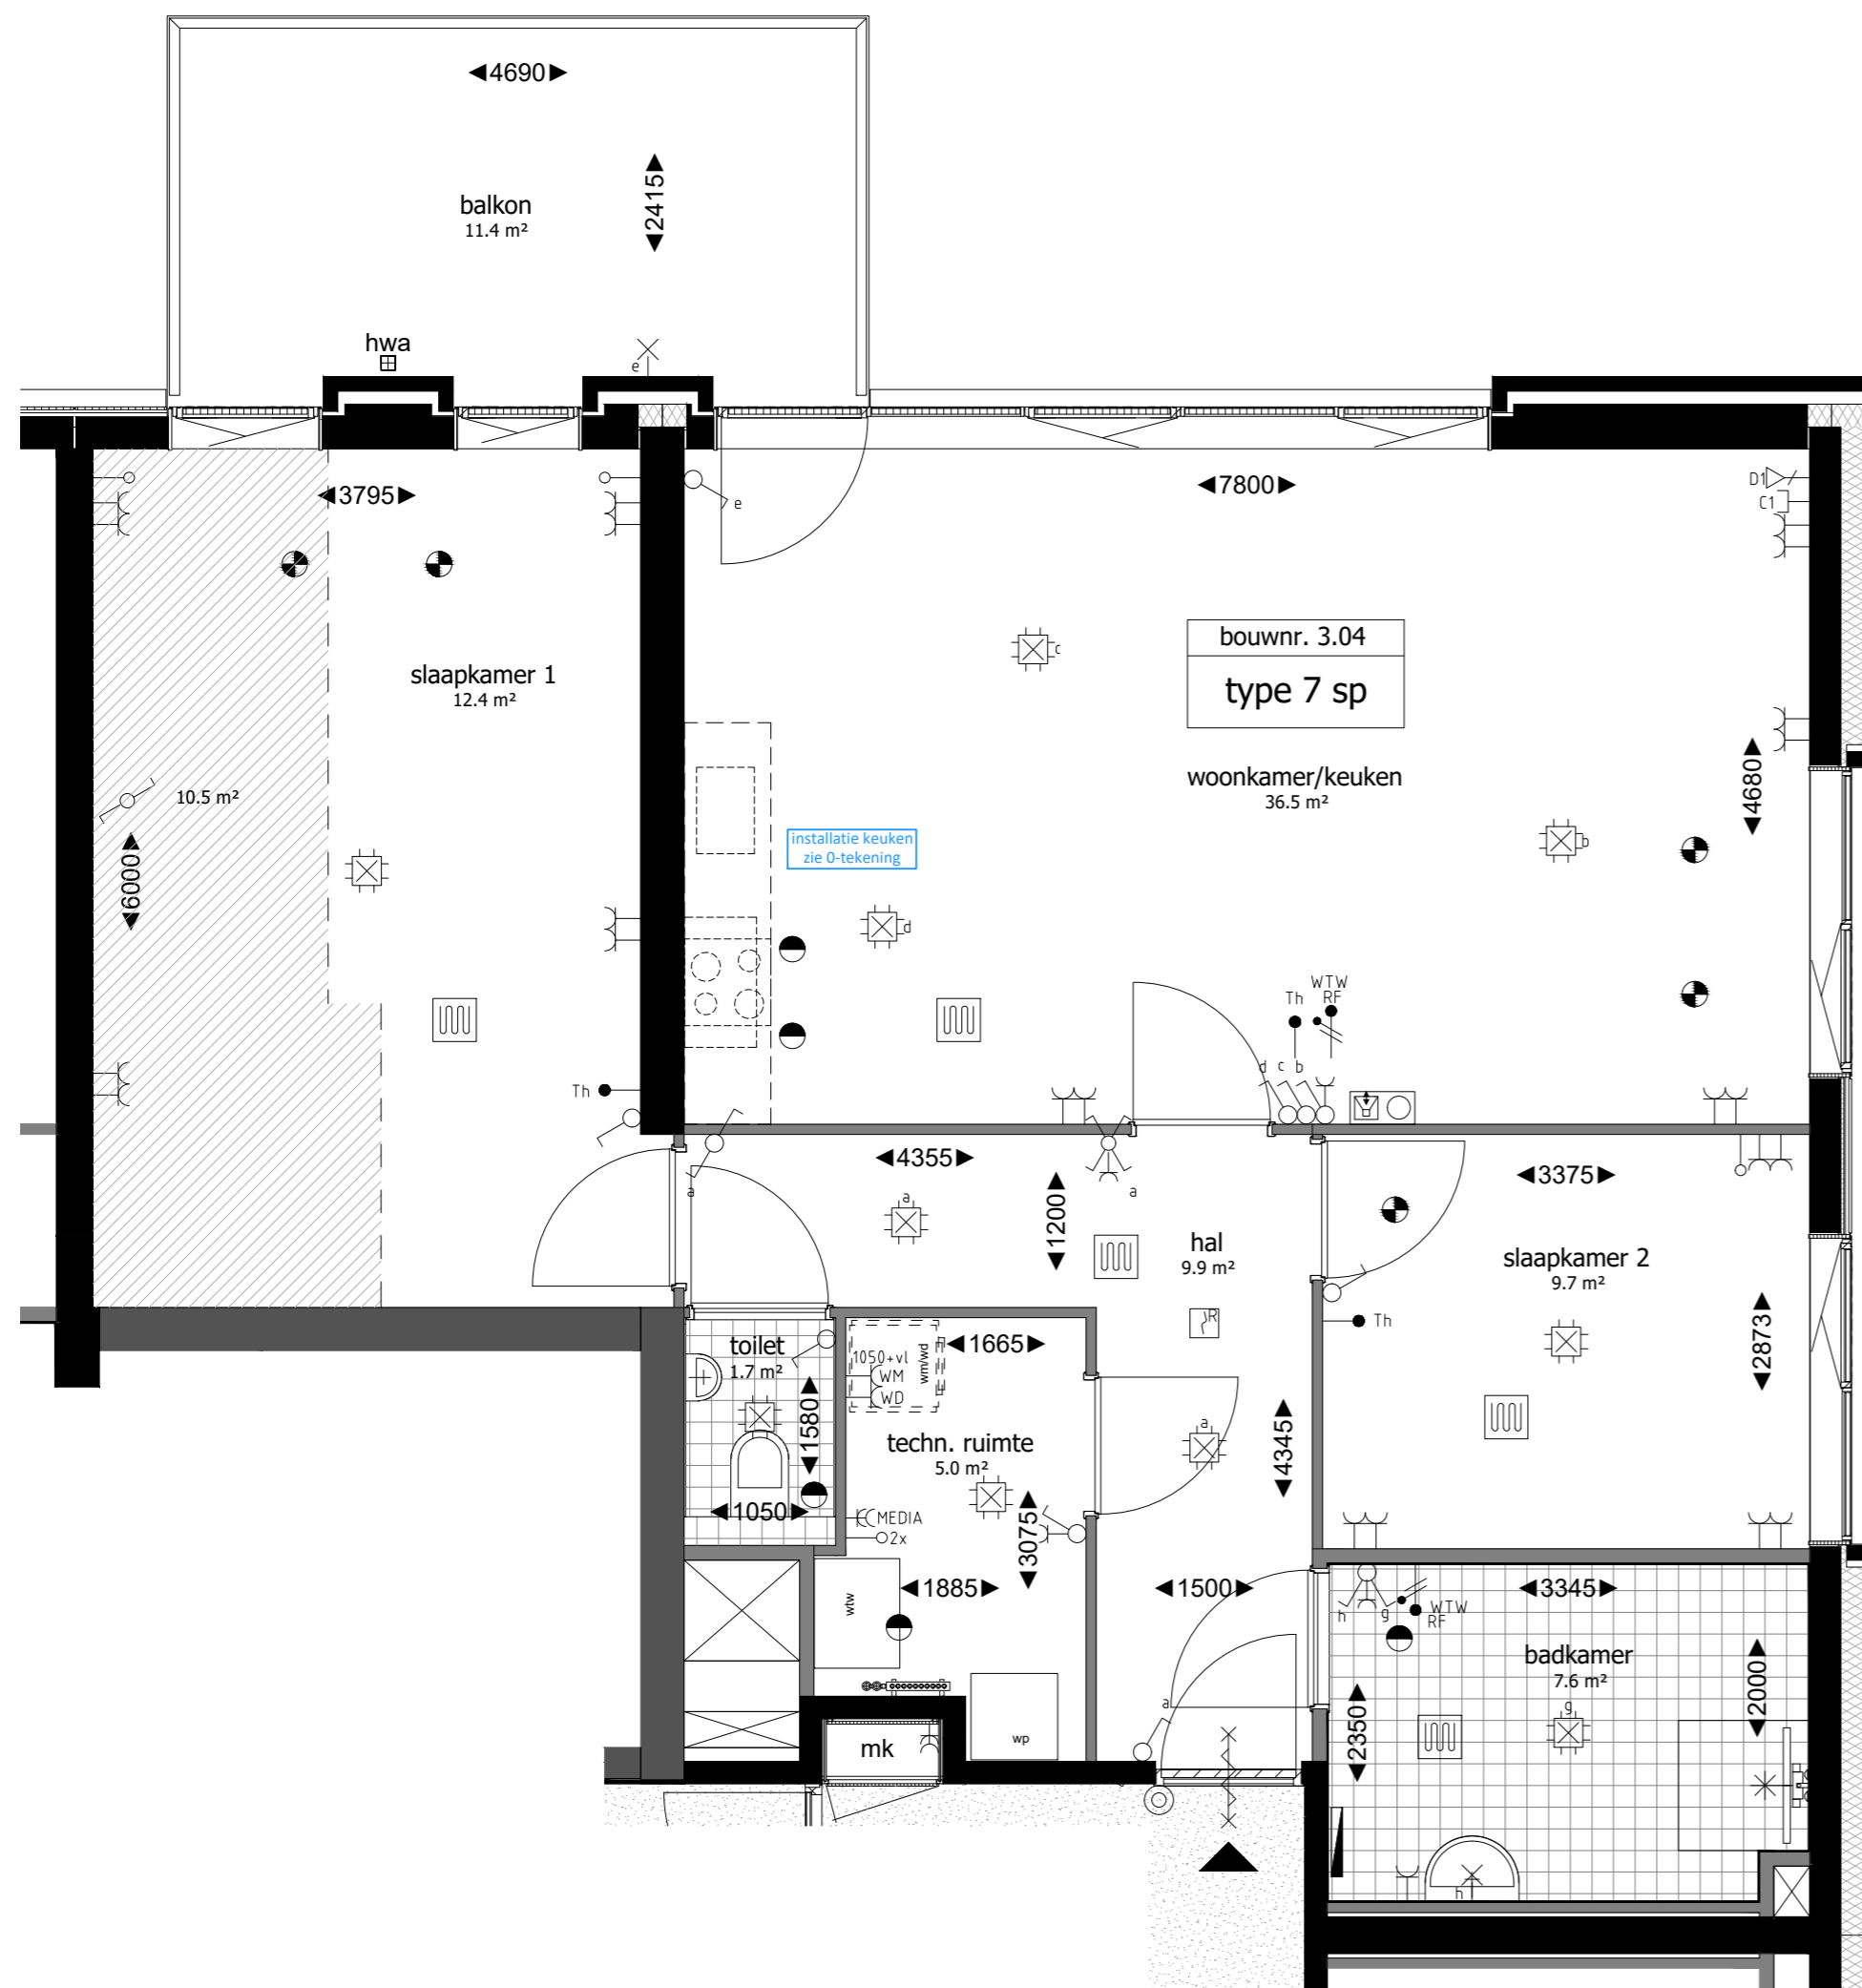 ◄4690►
◄2415►
balkon
11.4 m²
hwa
e
◄3795►
e
◄7800►
D1
C1
bouwnr. 3.04
type 7 sp
c
slaapkamer 1
12.4 m²
10.5 m²
◄6000►
woonkamer/keuken
36.5 m²
◄4680►
installatie keuken
zie 0-tekening
b
d
WTW
RF
Th
d c b
Th
◄4355►
a
a
a
◄1200►
◄3375►
hal
9.9 m²
slaapkamer 2
9.7 m²
R
Th
◄2873►
toilet
1.7 m²
1050+vl
WM
WD
wm/wd
◄1665►
◄1580►
◄1050►
techn. ruimte
5.0 m²
a
◄4345►
MEDIA
2x
◄3075►
◄1885►
◄1500►
◄3345►
wtw
h
g
WTW
RF
badkamer
7.6 m²
g
◄2000►
◄2350►
a
mk
wp
h